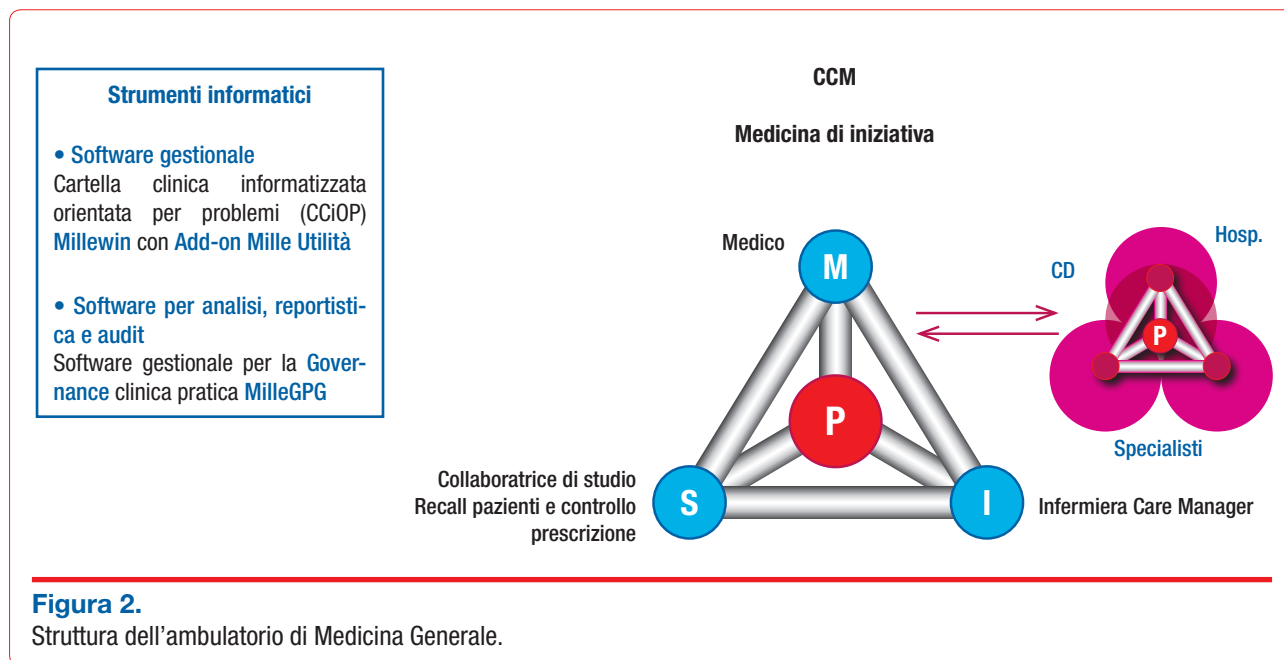 Strumenti informatici
• Software gestionale
Cartella clinica informatizzata
orientata per problemi (CCiOP)
Millewin con Add-on Mille Utilità
• Software per analisi, reportisti-
ca e audit
Software gestionale per la Gover-
nance clinica pratica MilleGPG
CCM
Medicina di iniziativa
Medico
M
P
S
I
Collaboratrice di studio
Recall pazienti e controllo
prescrizione
Infermiera Care Manager
CD
Hosp.
P
Specialisti
Figura 2.
Struttura dell'ambulatorio di Medicina Generale.